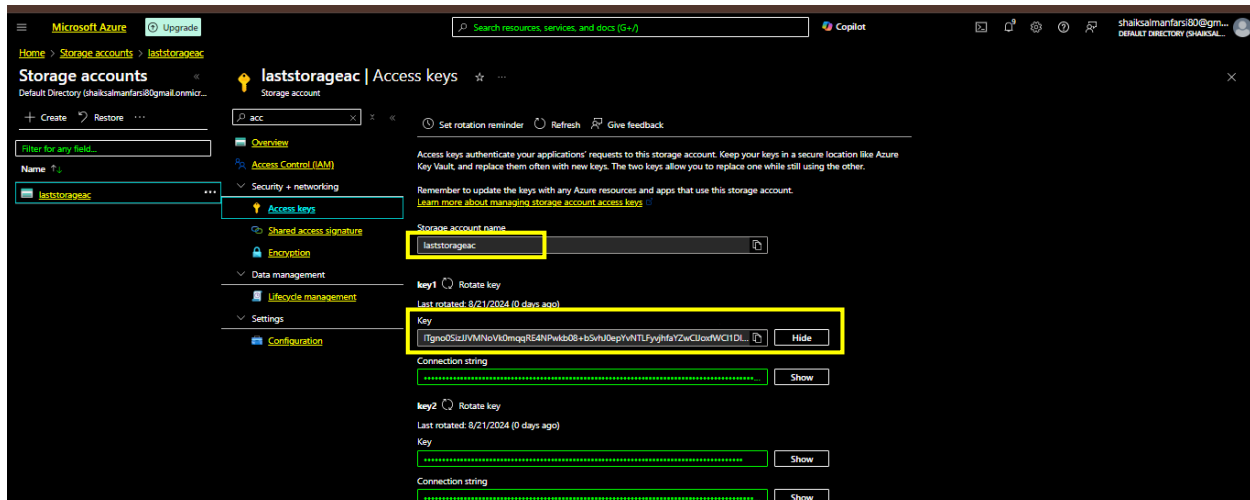 Microsoft Azure
Upgrade
Search resources, services, and docs (G+/)
Copilot
9
shaiksalmanfarsi80@gm...
DEFAULT DIRECTORY (SHAIKSAL...
Home > Storage accounts > laststorageac
Storage accounts
Default Directory (shaiksalmanfarsi80gmail.onmicr...
+ Create
Restore
...
Filter for any field...
Name ↑↓
laststorageac
...
laststorageac | Access keys
...
Storage account
acc
Overview
Access Control (IAM)
Security + networking
Access keys
Shared access signature
Encryption
Data management
Lifecycle management
Settings
Configuration
Set rotation reminder
Refresh
Give feedback
Access keys authenticate your applications' requests to this storage account. Keep your keys in a secure location like Azure
Key Vault, and replace them often with new keys. The two keys allow you to replace one while still using the other.
Remember to update the keys with any Azure resources and apps that use this storage account.
Learn more about managing storage account access keys
Storage account name
laststorageac
key1
Rotate key
Last rotated: 8/21/2024 (0 days ago)
Key
Hide
Connection string
Show
key2
Rotate key
Last rotated: 8/21/2024 (0 days ago)
Key
Show
Connection string
Show